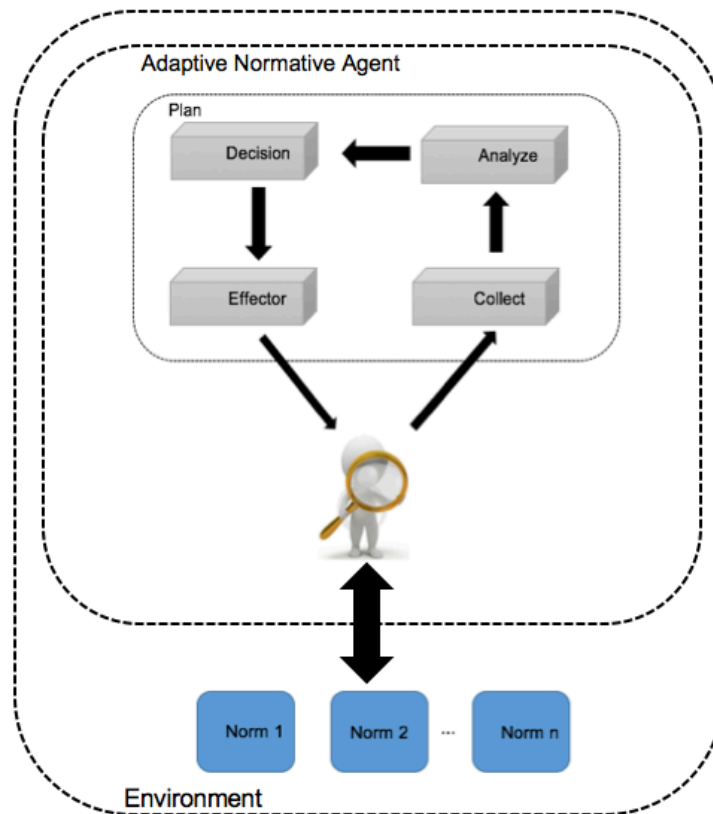 Adaptive Normative Agent
Plan
Decision
Analyze
Effector
Collect
Norm 1
Norm 2
...
Norm n
Environment